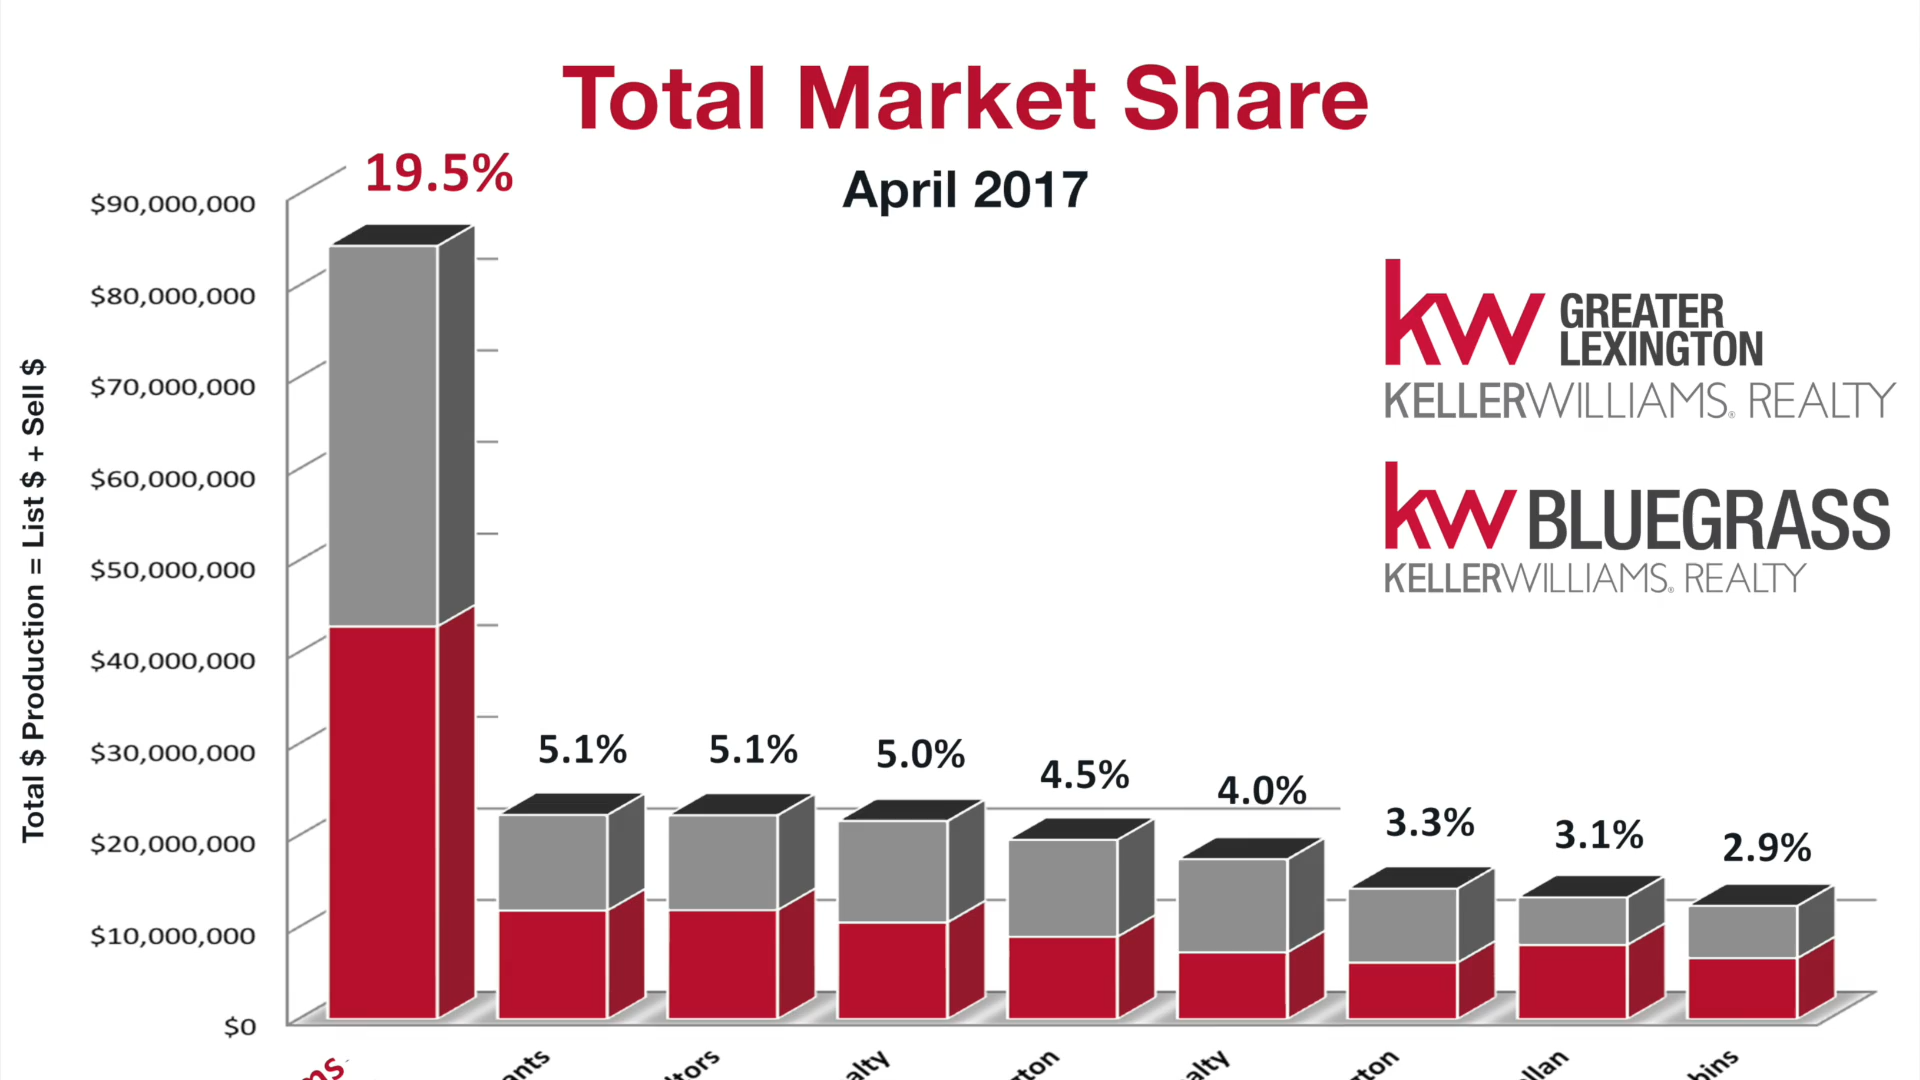 Total Market Share
April 2017
19.5%
$90,000,000
$80,000,000
$70,000,000
$60,000,000
$50,000,000
$40,000,000
$30,000,000
$20,000,000
$10,000,000
$0
Total $ Production = List $ + Sell $
kw GREATER
LEXINGTON
KELLERWILLIAMS® REALTY
kw BLUEGRASS
KELLERWILLIAMS® REALTY
5.1%
5.1%
5.0%
4.5%
4.0%
3.3%
3.1%
2.9%